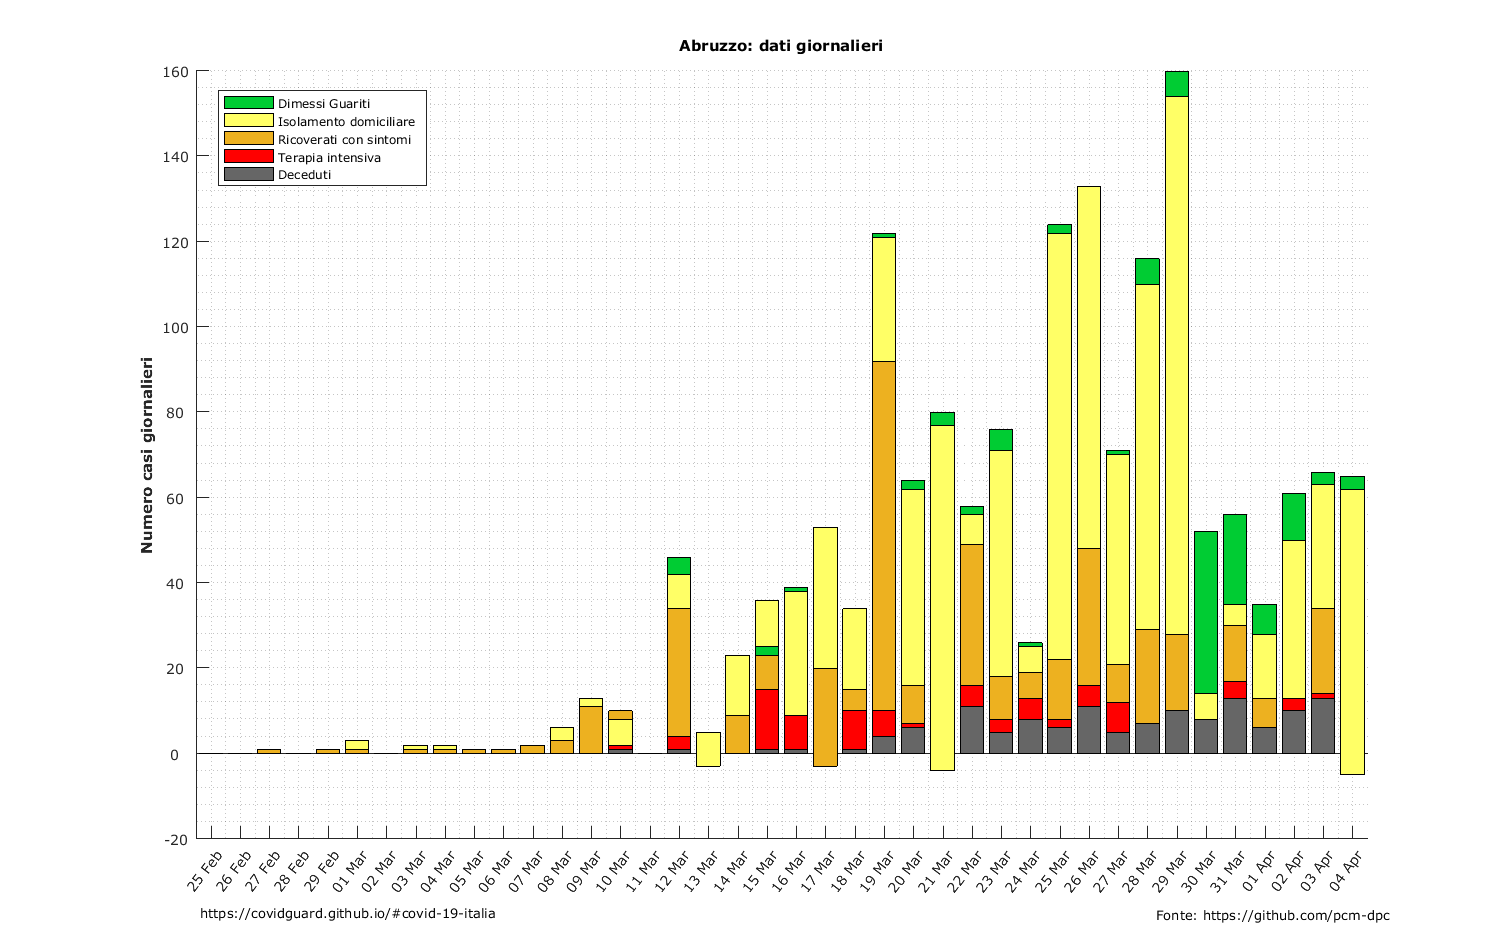 Abruzzo: dati giornalieri
Dimessi Guariti
Isolamento domiciliare
Ricoverati con sintomi
Terapia intensiva
Deceduti
Numero casi giornalieri
160
140
120
100
80
60
40
20
0
-20
25 Feb
26 Feb
27 Feb
28 Feb
29 Feb
01 Mar
02 Mar
03 Mar
04 Mar
05 Mar
06 Mar
07 Mar
08 Mar
09 Mar
10 Mar
11 Mar
12 Mar
13 Mar
14 Mar
15 Mar
16 Mar
17 Mar
18 Mar
19 Mar
20 Mar
21 Mar
22 Mar
23 Mar
24 Mar
25 Mar
26 Mar
27 Mar
28 Mar
29 Mar
30 Mar
31 Mar
01 Apr
02 Apr
03 Apr
04 Apr
https://covidguard.github.io/#covid-19-italia
Fonte: https://github.com/pcm-dpc